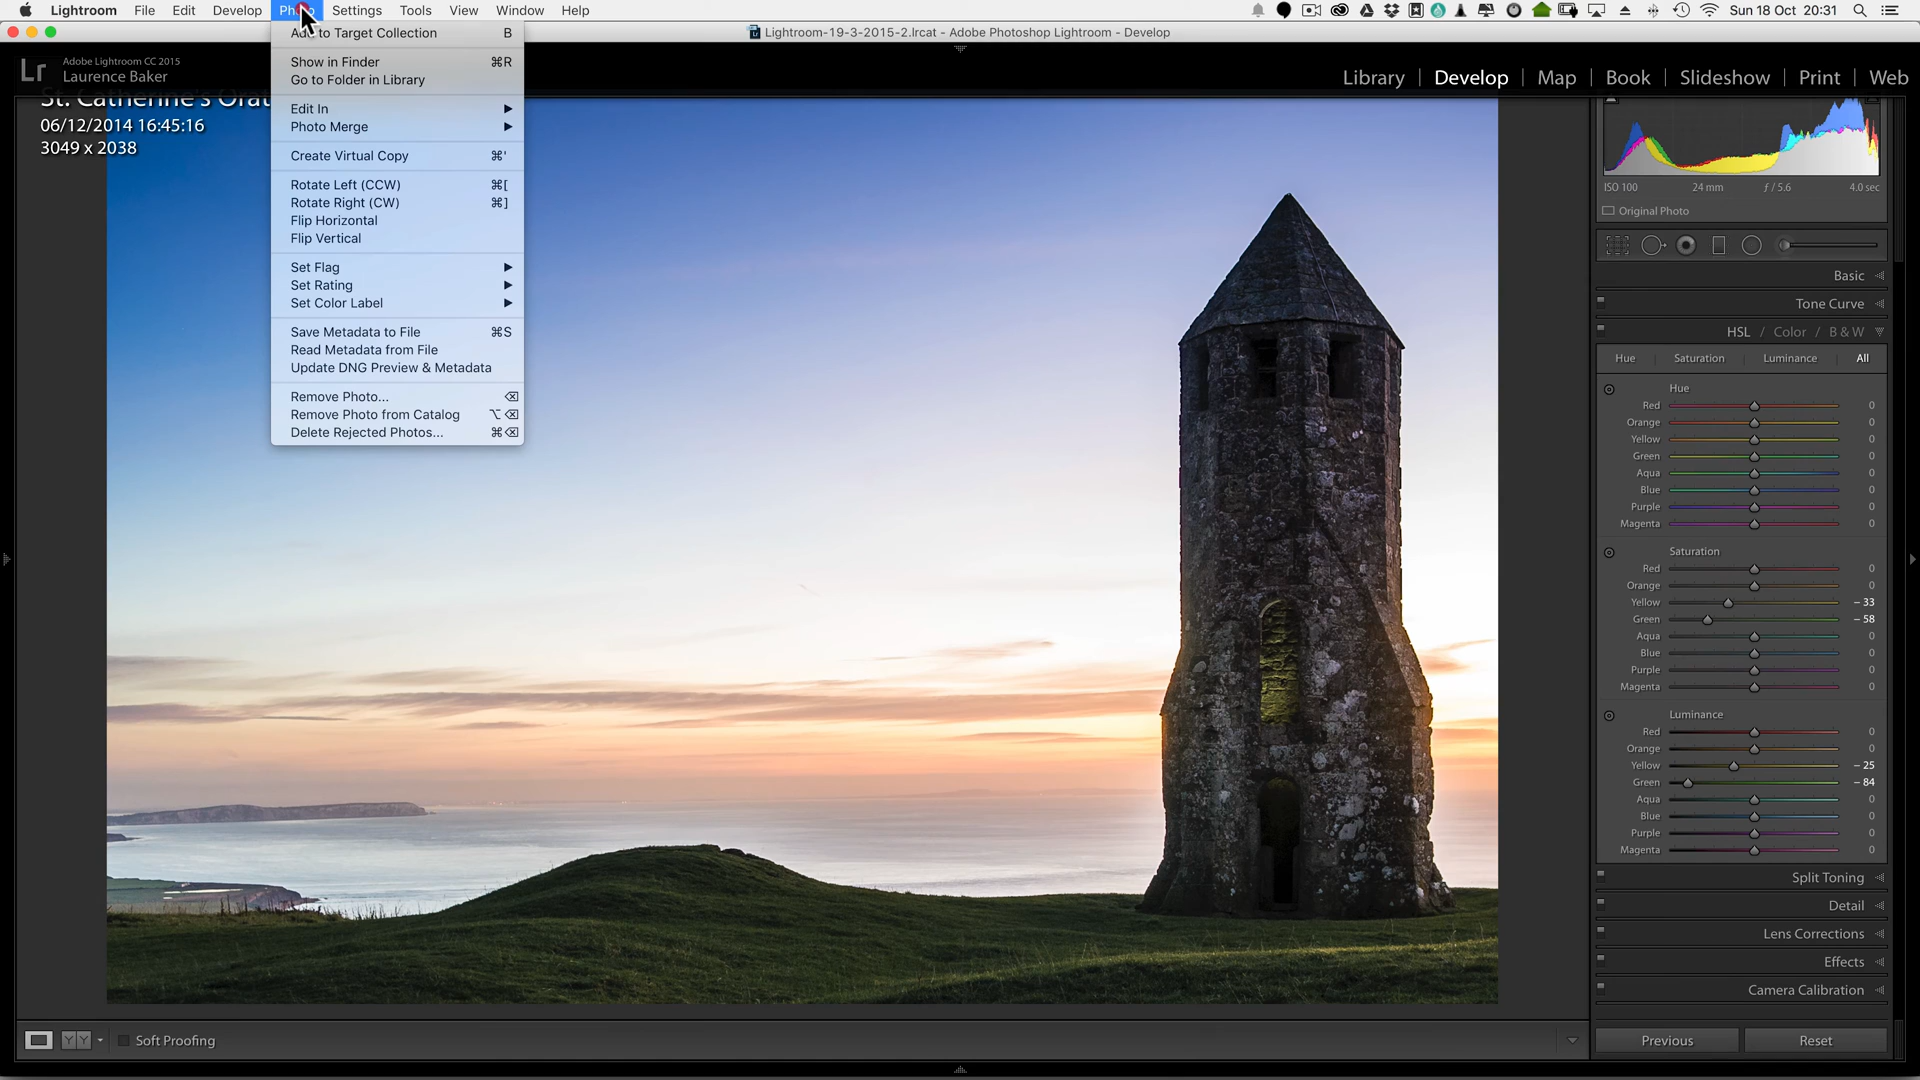 Lightroom File Edit Develop Photo Settings Tools View Window Help Sun 18 Oct 20:31
Lightroom-19-3-2015-2.lrcat - Adobe Photoshop Lightroom - Develop
Lr Adobe Lightroom CC 2015
Laurence Baker
Library | Develop | Map | Book | Slideshow | Print | Web
St. Catherine's Orat
06/12/2014 16:45:16
3049 x 2038
Add to Target Collection B
Show in Finder ⌘R
Go to Folder in Library
Edit In ▶
Photo Merge ▶
Create Virtual Copy ⌘'
Rotate Left (CCW) ⌘[
Rotate Right (CW) ⌘]
Flip Horizontal
Flip Vertical
Set Flag ▶
Set Rating ▶
Set Color Label ▶
Save Metadata to File ⌘S
Read Metadata from File
Update DNG Preview & Metadata
Remove Photo... ⌫
Remove Photo from Catalog ⌥⌫
Delete Rejected Photos... ⌘⌫
ISO 100 24 mm ƒ / 5.6 4.0 sec
Original Photo
Basic
Tone Curve
HSL / Color / B & W
Hue Saturation Luminance All
Hue
Red 0
Orange 0
Yellow 0
Green 0
Aqua 0
Blue 0
Purple 0
Magenta 0
Saturation
Red 0
Orange 0
Yellow – 33
Green – 58
Aqua 0
Blue 0
Purple 0
Magenta 0
Luminance
Red 0
Orange 0
Yellow – 25
Green – 84
Aqua 0
Blue 0
Purple 0
Magenta 0
Split Toning
Detail
Lens Corrections
Effects
Camera Calibration
Previous Reset
YY Soft Proofing